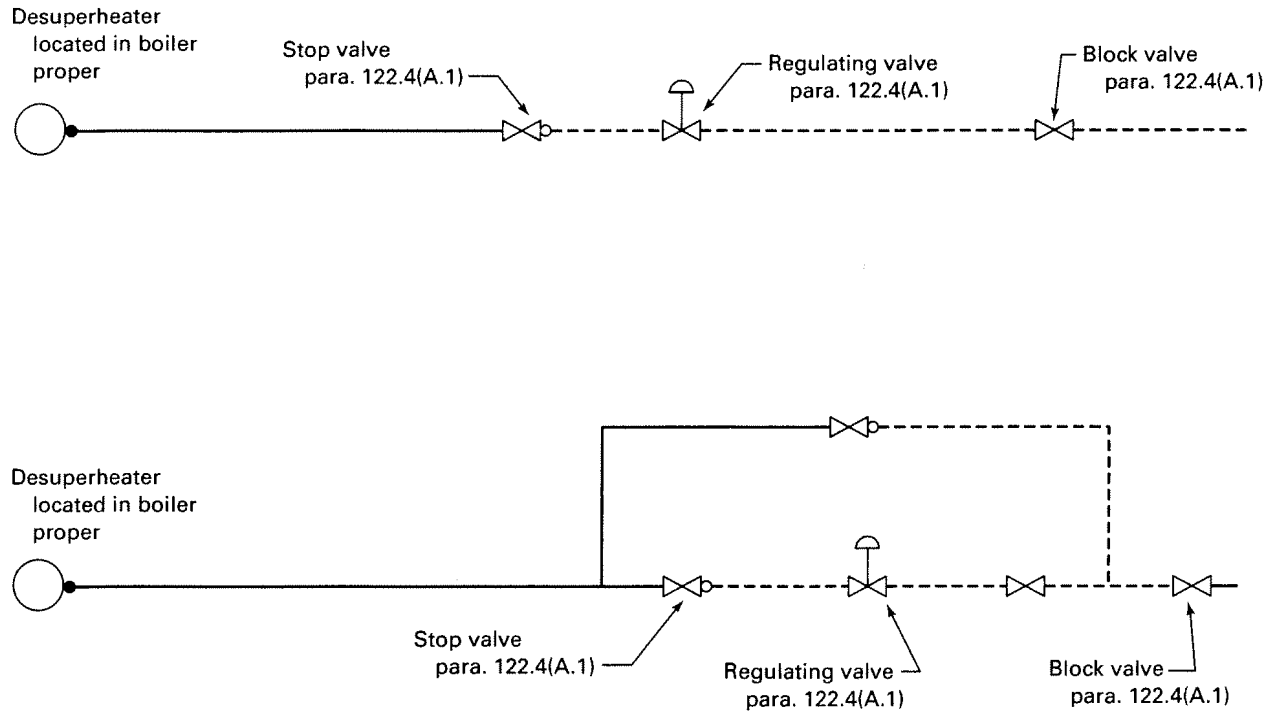 Desuperheater
located in boiler
proper
Stop valve
para. 122.4(A.1)
Regulating valve
para. 122.4(A.1)
Block valve
para. 122.4(A.1)
Desuperheater
located in boiler
proper
Stop valve
para. 122.4(A.1)
Regulating valve
para. 122.4(A.1)
Block valve
para. 122.4(A.1)